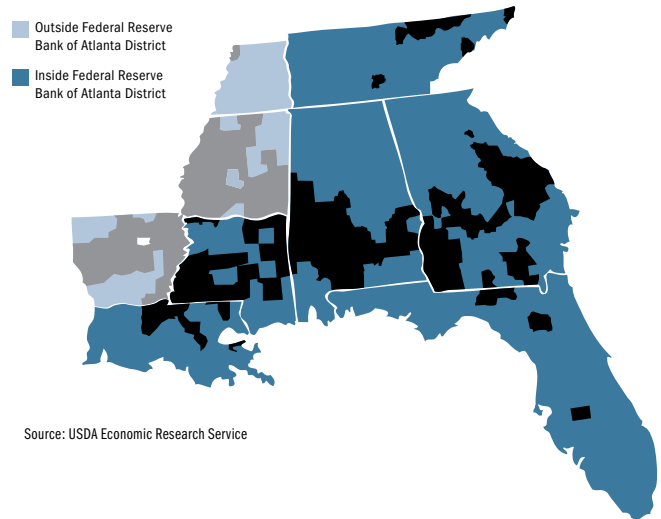 Outside Federal Reserve
Bank of Atlanta District
Inside Federal Reserve
Bank of Atlanta District
Source: USDA Economic Research Service